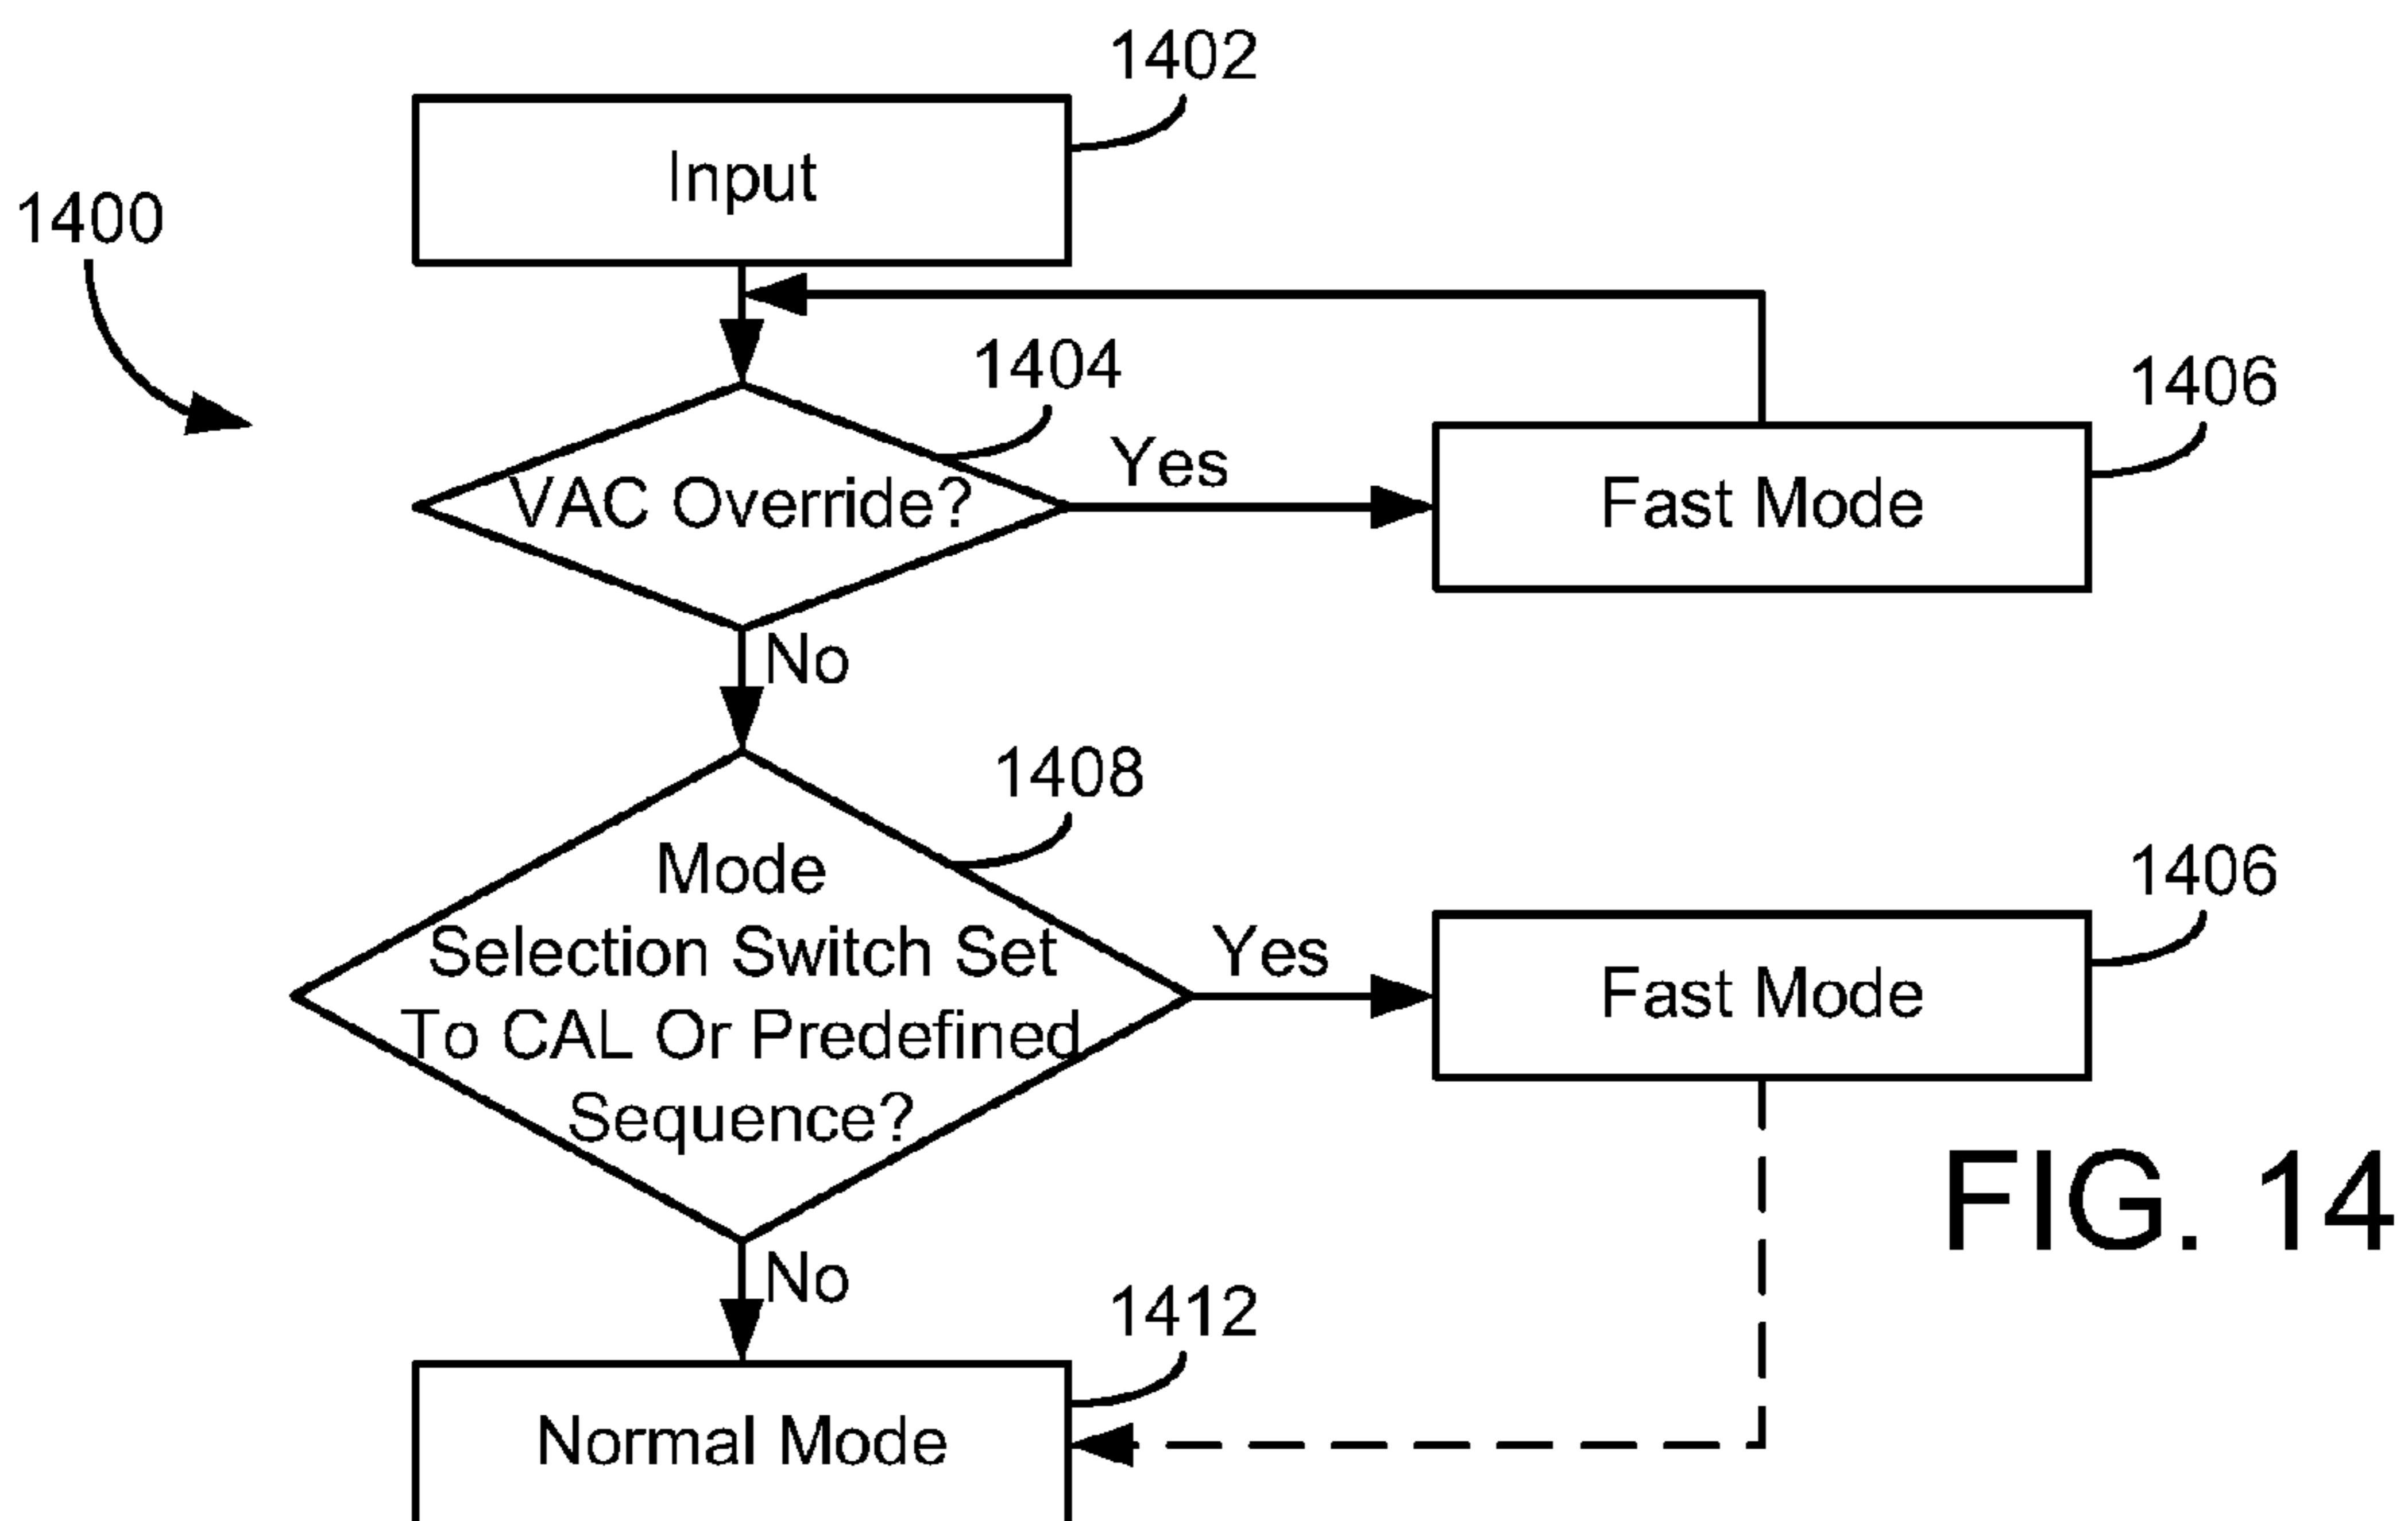 1402
Input
1400
1404
VAC Override?
Yes
1406
Fast Mode
No
1408
Mode
Selection Switch Set
To CAL Or Predefined
Sequence?
Yes
1406
Fast Mode
FIG. 14
No
1412
Normal Mode